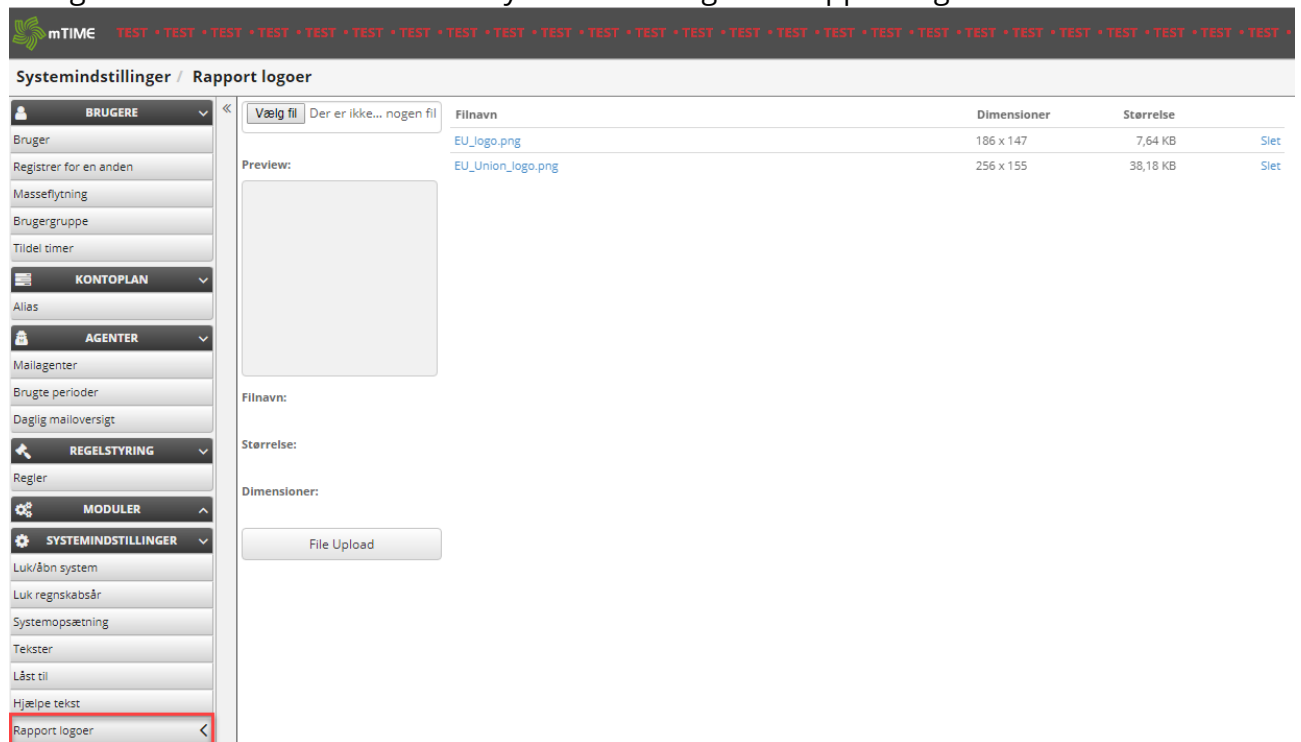 mTIME TEST • TEST • TEST • TEST • TEST • TEST • TEST • TEST • TEST • TEST • TEST • TEST • TEST • TEST • TEST • TEST • TEST • TEST • TEST • TEST • TEST • TEST • TEST • TEST • TEST •
Systemindstillinger / Rapport logoer
BRUGERE
Bruger
Registrer for en anden
Masseflytning
Brugergruppe
Tildel timer
KONTOPLAN
Alias
AGENTER
Mailagenter
Brugte perioder
Daglig mailoversigt
REGELSTYRING
Regler
MODULER
SYSTEMINDSTILLINGER
Luk/åbn system
Luk regnskabsår
Systemopsætning
Tekster
Låst til
Hjælpe tekst
Rapport logoer
«
Vælg fil Der er ikke... nogen fil
Preview:
Filnavn:
Størrelse:
Dimensioner:
File Upload
Filnavn Dimensioner Størrelse
EU_logo.png 186 x 147 7,64 KB Slet
EU_Union_logo.png 256 x 155 38,18 KB Slet